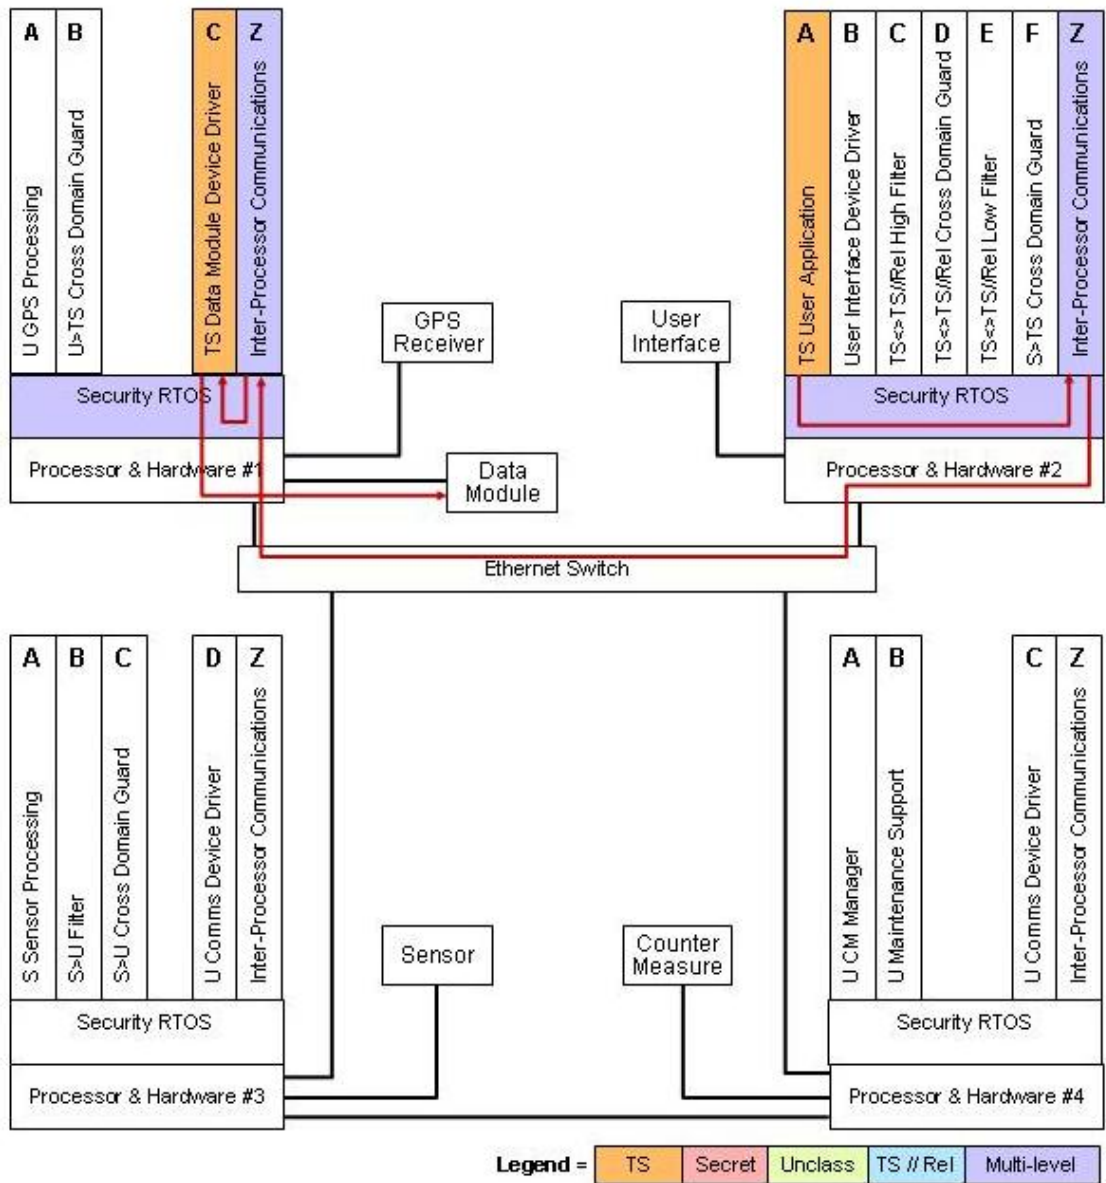 A B C Z
U GPS Processing
U>TS Cross Domain Guard
TS Data Module Device Driver
Inter-Processor Communications
Security RTOS
Processor & Hardware #1
A B C D E F Z
TS User Application
User Interface Device Driver
TS<>TS//Rel High Filter
TS<>TS//Rel Cross Domain Guard
TS<>TS//Rel Low Filter
S>TS Cross Domain Guard
Inter-Processor Communications
Security RTOS
Processor & Hardware #2
GPS
Receiver
User
Interface
Data
Module
Ethernet Switch
A B C D Z
S Sensor Processing
S>U Filter
S>U Cross Domain Guard
U Comms Device Driver
Inter-Processor Communications
Security RTOS
Processor & Hardware #3
Sensor
Counter
Measure
A B C Z
U CM Manager
U Maintenance Support
U Comms Device Driver
Inter-Processor Communications
Security RTOS
Processor & Hardware #4
Legend = TS Secret Unclass TS // Rel Multi-level